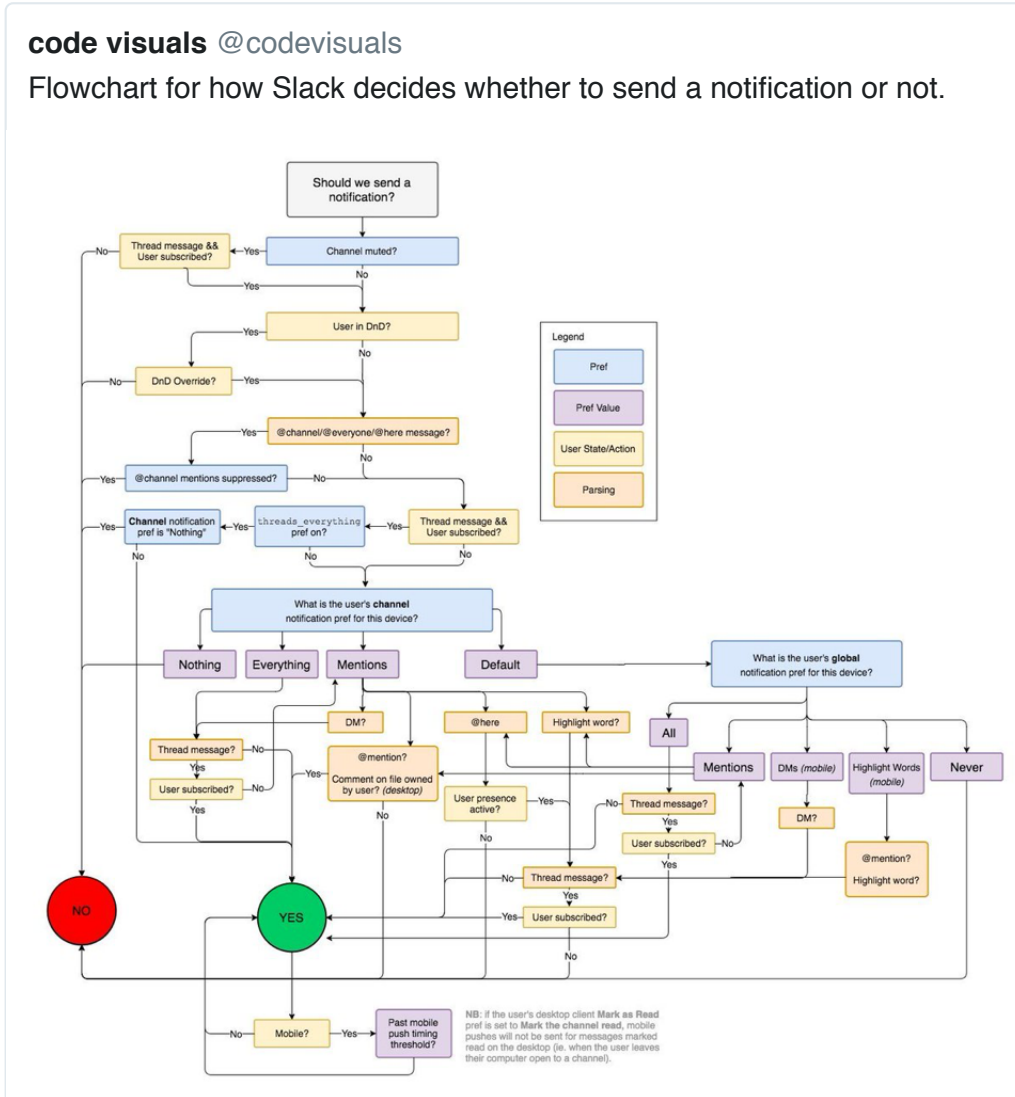 code visuals @codevisuals
Flowchart for how Slack decides whether to send a notification or not.
Should we send a
notification?
No
Thread message &&
User subscribed?
Yes
Channel muted?
No
Yes
Yes
User in DnD?
No
No
DnD Override?
Yes
Yes
@channel/@everyone/@here message?
No
Yes
@channel mentions suppressed?
No
Legend
Pref
Pref Value
User State/Action
Parsing
Yes
Channel notification
pref is "Nothing"
Yes
threads_everything
pref on?
Yes
Thread message &&
User subscribed?
No
No
No
What is the user's channel
notification pref for this device?
Nothing
Everything
Mentions
Default
What is the user's global
notification pref for this device?
DM?
@here
Highlight word?
All
Thread message?
No
Yes
User subscribed?
No
Yes
Yes
@mention?
Comment on file owned
by user? (desktop)
No
User presence
active?
Yes
No
Mentions
DMs (mobile)
Highlight Words
(mobile)
Never
No
Thread message?
Yes
User subscribed?
No
Yes
DM?
@mention?
Highlight word?
No
Thread message?
Yes
Yes
User subscribed?
No
NO
YES
No
Mobile?
Yes
Past mobile
push timing
threshold?
NB: if the user's desktop client Mark as Read
pref is set to Mark the channel read, mobile
pushes will not be sent for messages marked
read on the desktop (ie. when the user leaves
their computer open to a channel).